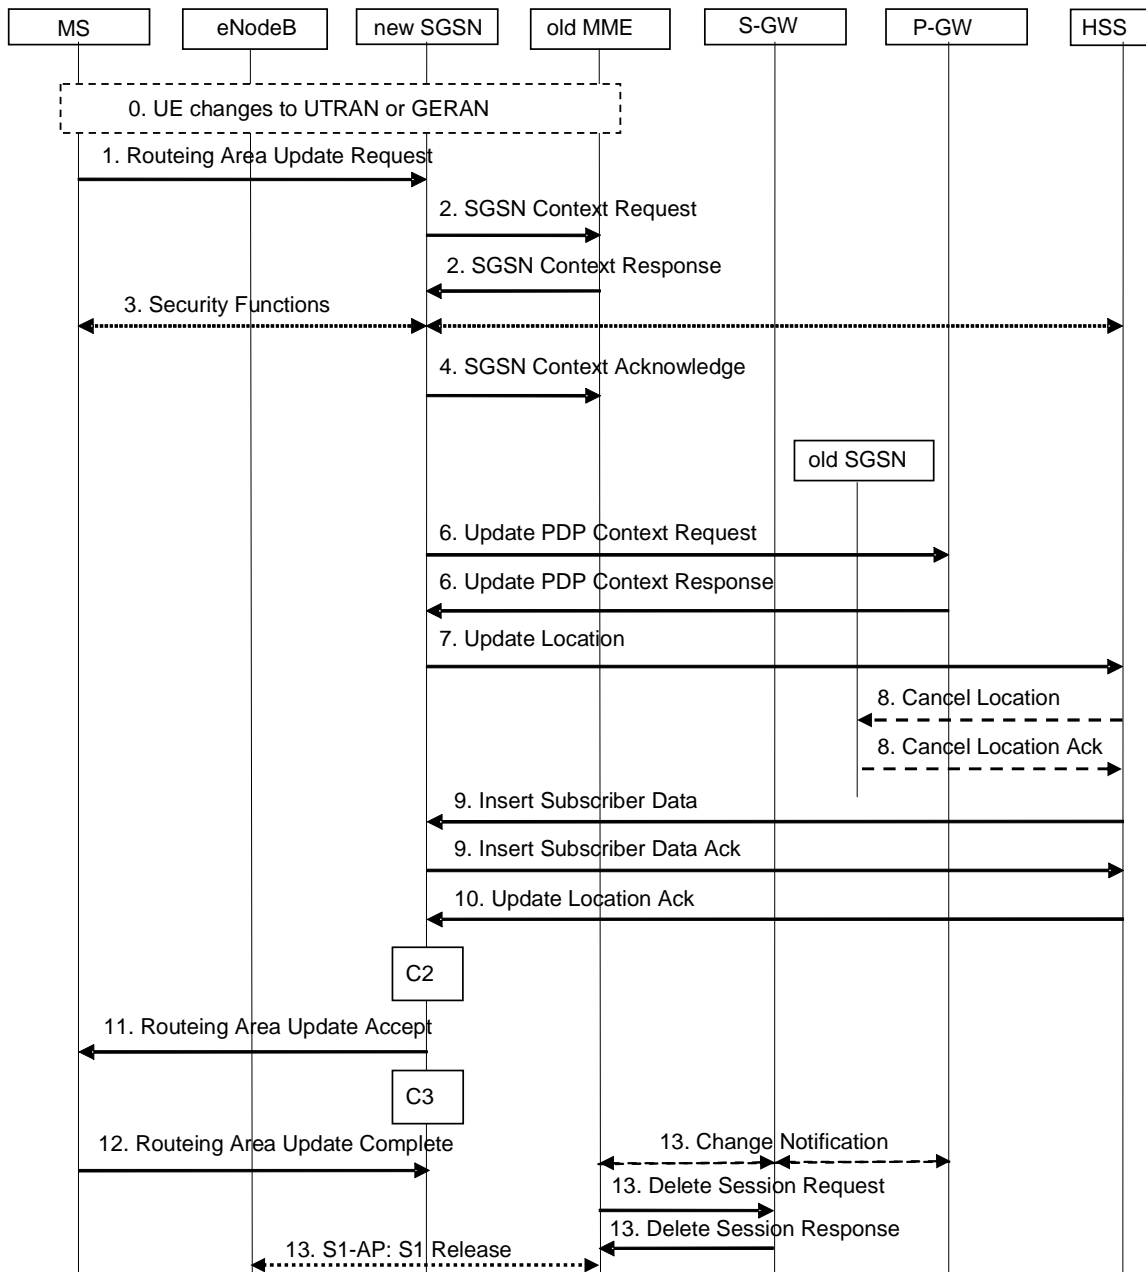 MS
eNodeB
new SGSN
old MME
S-GW
P-GW
HSS
0. UE changes to UTRAN or GERAN
1. Routeing Area Update Request
2. SGSN Context Request
2. SGSN Context Response
3. Security Functions
4. SGSN Context Acknowledge
old SGSN
6. Update PDP Context Request
6. Update PDP Context Response
7. Update Location
8. Cancel Location
8. Cancel Location Ack
9. Insert Subscriber Data
9. Insert Subscriber Data Ack
10. Update Location Ack
C2
11. Routeing Area Update Accept
C3
12. Routeing Area Update Complete
13. Change Notification
13. Delete Session Request
13. Delete Session Response
13. S1-AP: S1 Release